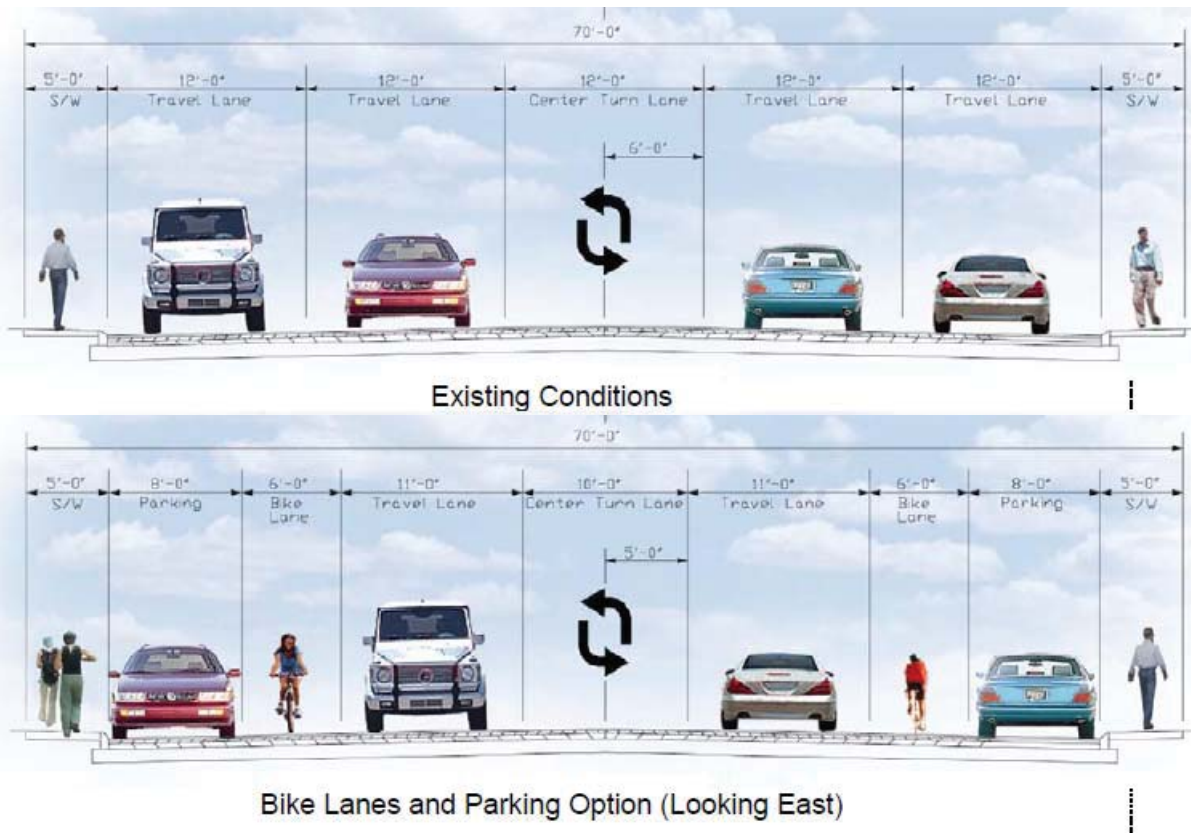 70'-0"
5'-0" 12'-0" 12'-0" 12'-0" 12'-0" 12'-0" 5'-0"
S/W Travel Lane Travel Lane Center Turn Lane Travel Lane Travel Lane S/W
6'-0"
Existing Conditions
70'-0"
5'-0" 8'-0" 6'-0" 11'-0" 10'-0" 11'-0" 6'-0" 8'-0" 5'-0"
S/W Parking Bike Travel Lane Center Turn Lane Travel Lane Bike Parking S/W
Lane Lane
5'-0"
Bike Lanes and Parking Option (Looking East)